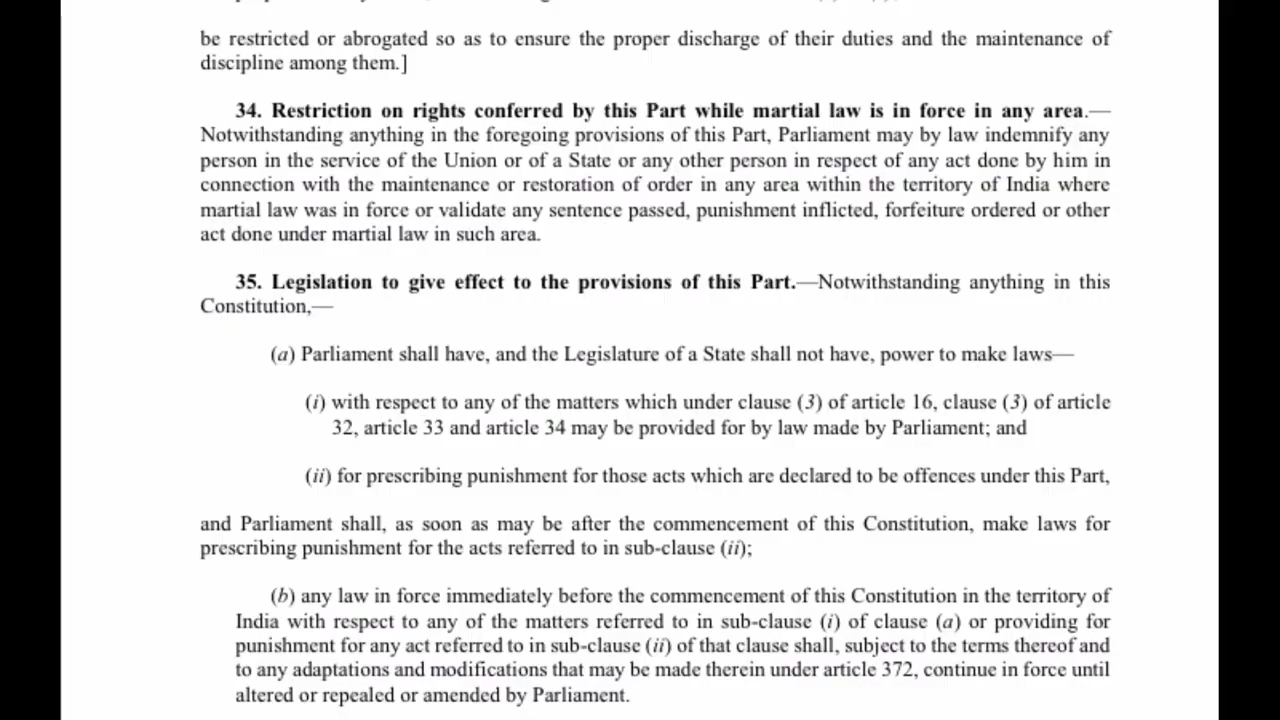 be restricted or abrogated so as to ensure the proper discharge of their duties and the maintenance of
discipline among them.]
34. Restriction on rights conferred by this Part while martial law is in force in any area.—
Notwithstanding anything in the foregoing provisions of this Part, Parliament may by law indemnify any
person in the service of the Union or of a State or any other person in respect of any act done by him in
connection with the maintenance or restoration of order in any area within the territory of India where
martial law was in force or validate any sentence passed, punishment inflicted, forfeiture ordered or other
act done under martial law in such area.
35. Legislation to give effect to the provisions of this Part.—Notwithstanding anything in this
Constitution,—
(a) Parliament shall have, and the Legislature of a State shall not have, power to make laws—
(i) with respect to any of the matters which under clause (3) of article 16, clause (3) of article
32, article 33 and article 34 may be provided for by law made by Parliament; and
(ii) for prescribing punishment for those acts which are declared to be offences under this Part,
and Parliament shall, as soon as may be after the commencement of this Constitution, make laws for
prescribing punishment for the acts referred to in sub-clause (ii);
(b) any law in force immediately before the commencement of this Constitution in the territory of
India with respect to any of the matters referred to in sub-clause (i) of clause (a) or providing for
punishment for any act referred to in sub-clause (ii) of that clause shall, subject to the terms thereof and
to any adaptations and modifications that may be made therein under article 372, continue in force until
altered or repealed or amended by Parliament.